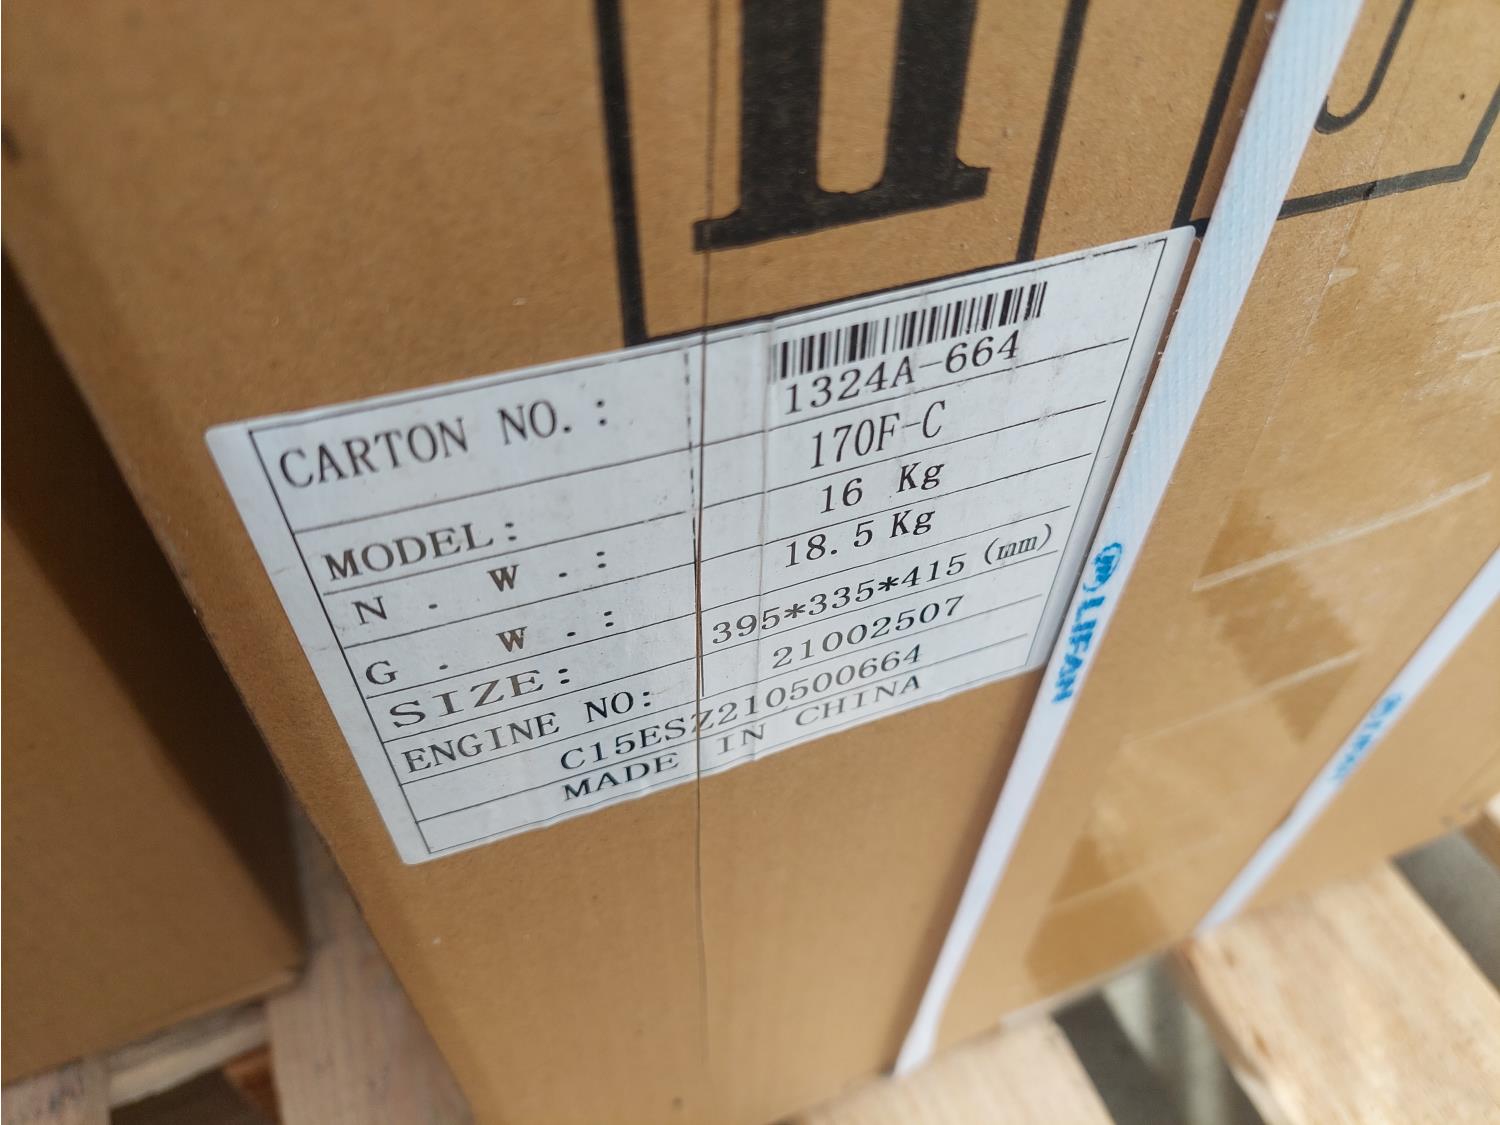 CARTON NO.: 1324A-664
MODEL: 170F-C
N . W . : 16 Kg
G . W . : 18.5 Kg
SIZE: 395*335*415 (mm)
ENGINE NO: 21002507
C15ESZ210500664
MADE IN CHINA
LIFAN